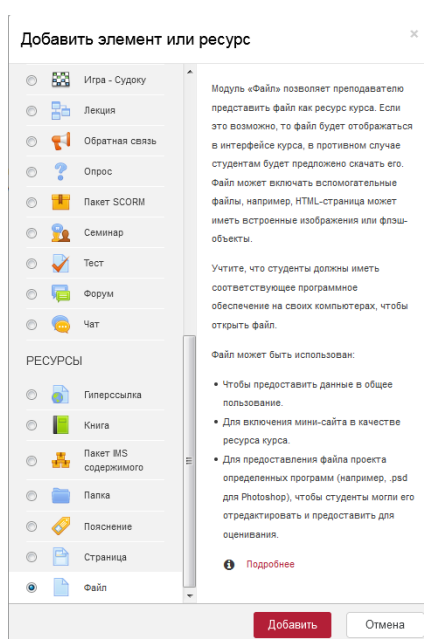 Добавить элемент или ресурс
×
Игра - Судоку
Лекция
Обратная связь
Опрос
Пакет SCORM
Семинар
Тест
Форум
Чат
РЕСУРСЫ
Гиперссылка
Книга
Пакет IMS
содержимого
Папка
Пояснение
Страница
Файл
Модуль «Файл» позволяет преподавателю
представить файл как ресурс курса. Если
это возможно, то файл будет отображаться
в интерфейсе курса, в противном случае
студентам будет предложено скачать его.
Файл может включать вспомогательные
файлы, например, HTML-страница может
иметь встроенные изображения или флэш-
объекты.
Учтите, что студенты должны иметь
соответствующее программное
обеспечение на своих компьютерах, чтобы
открыть файл.
Файл может быть использован:
• Чтобы предоставить данные в общее
пользование.
• Для включения мини-сайта в качестве
ресурса курса.
• Для предоставления файла проекта
определенных программ (например, .psd
для Photoshop), чтобы студенты могли его
отредактировать и предоставить для
оценивания.
Подробнее
Добавить
Отмена